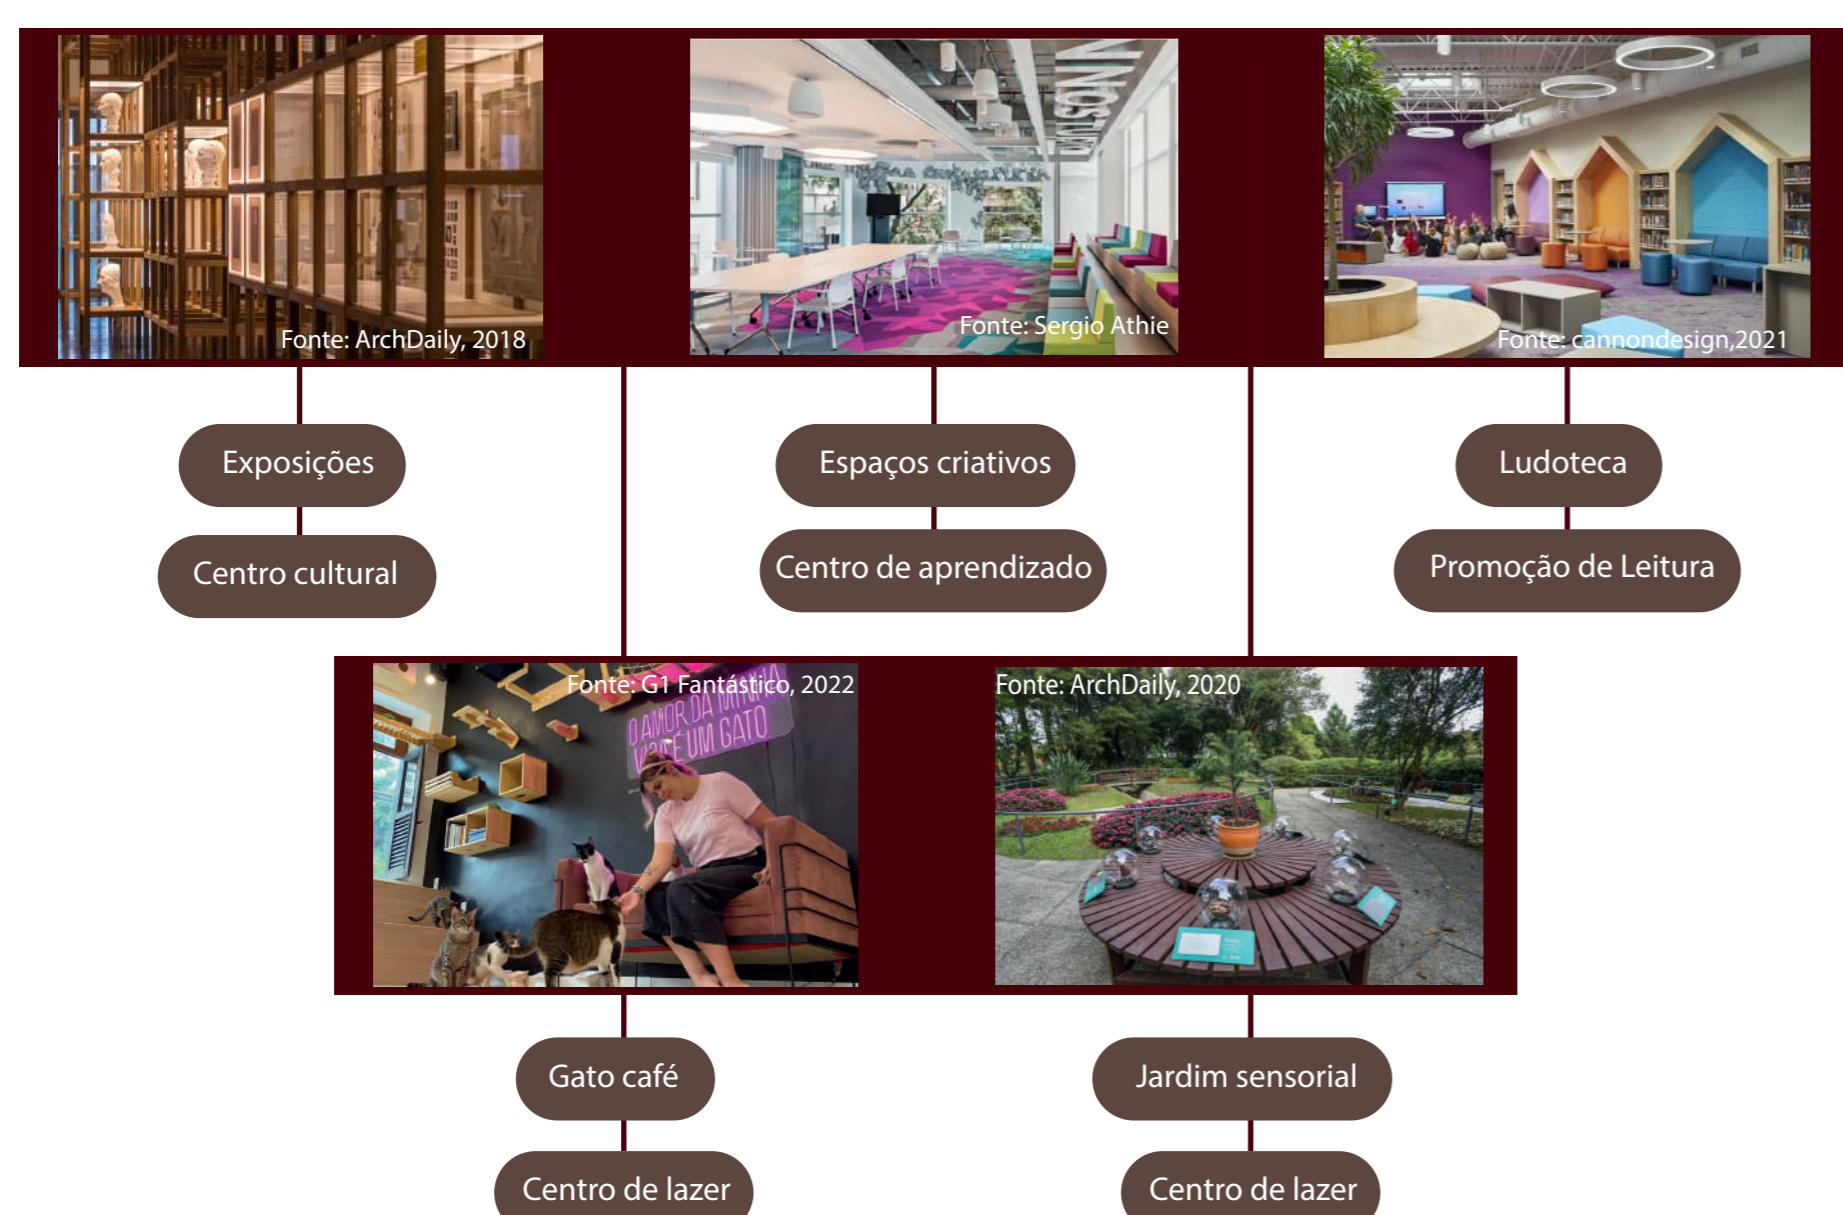 Fonte: ArchDaily, 2018
Fonte: Sergio Athie
Fonte: cannondesign,2021
Exposições
Espaços criativos
Ludoteca
Centro cultural
Centro de aprendizado
Promoção de Leitura
Fonte: G1 Fantástico, 2022
Fonte: ArchDaily, 2020
O AMOR DA MINHA
VIDA É UM GATO
Gato café
Jardim sensorial
Centro de lazer
Centro de lazer